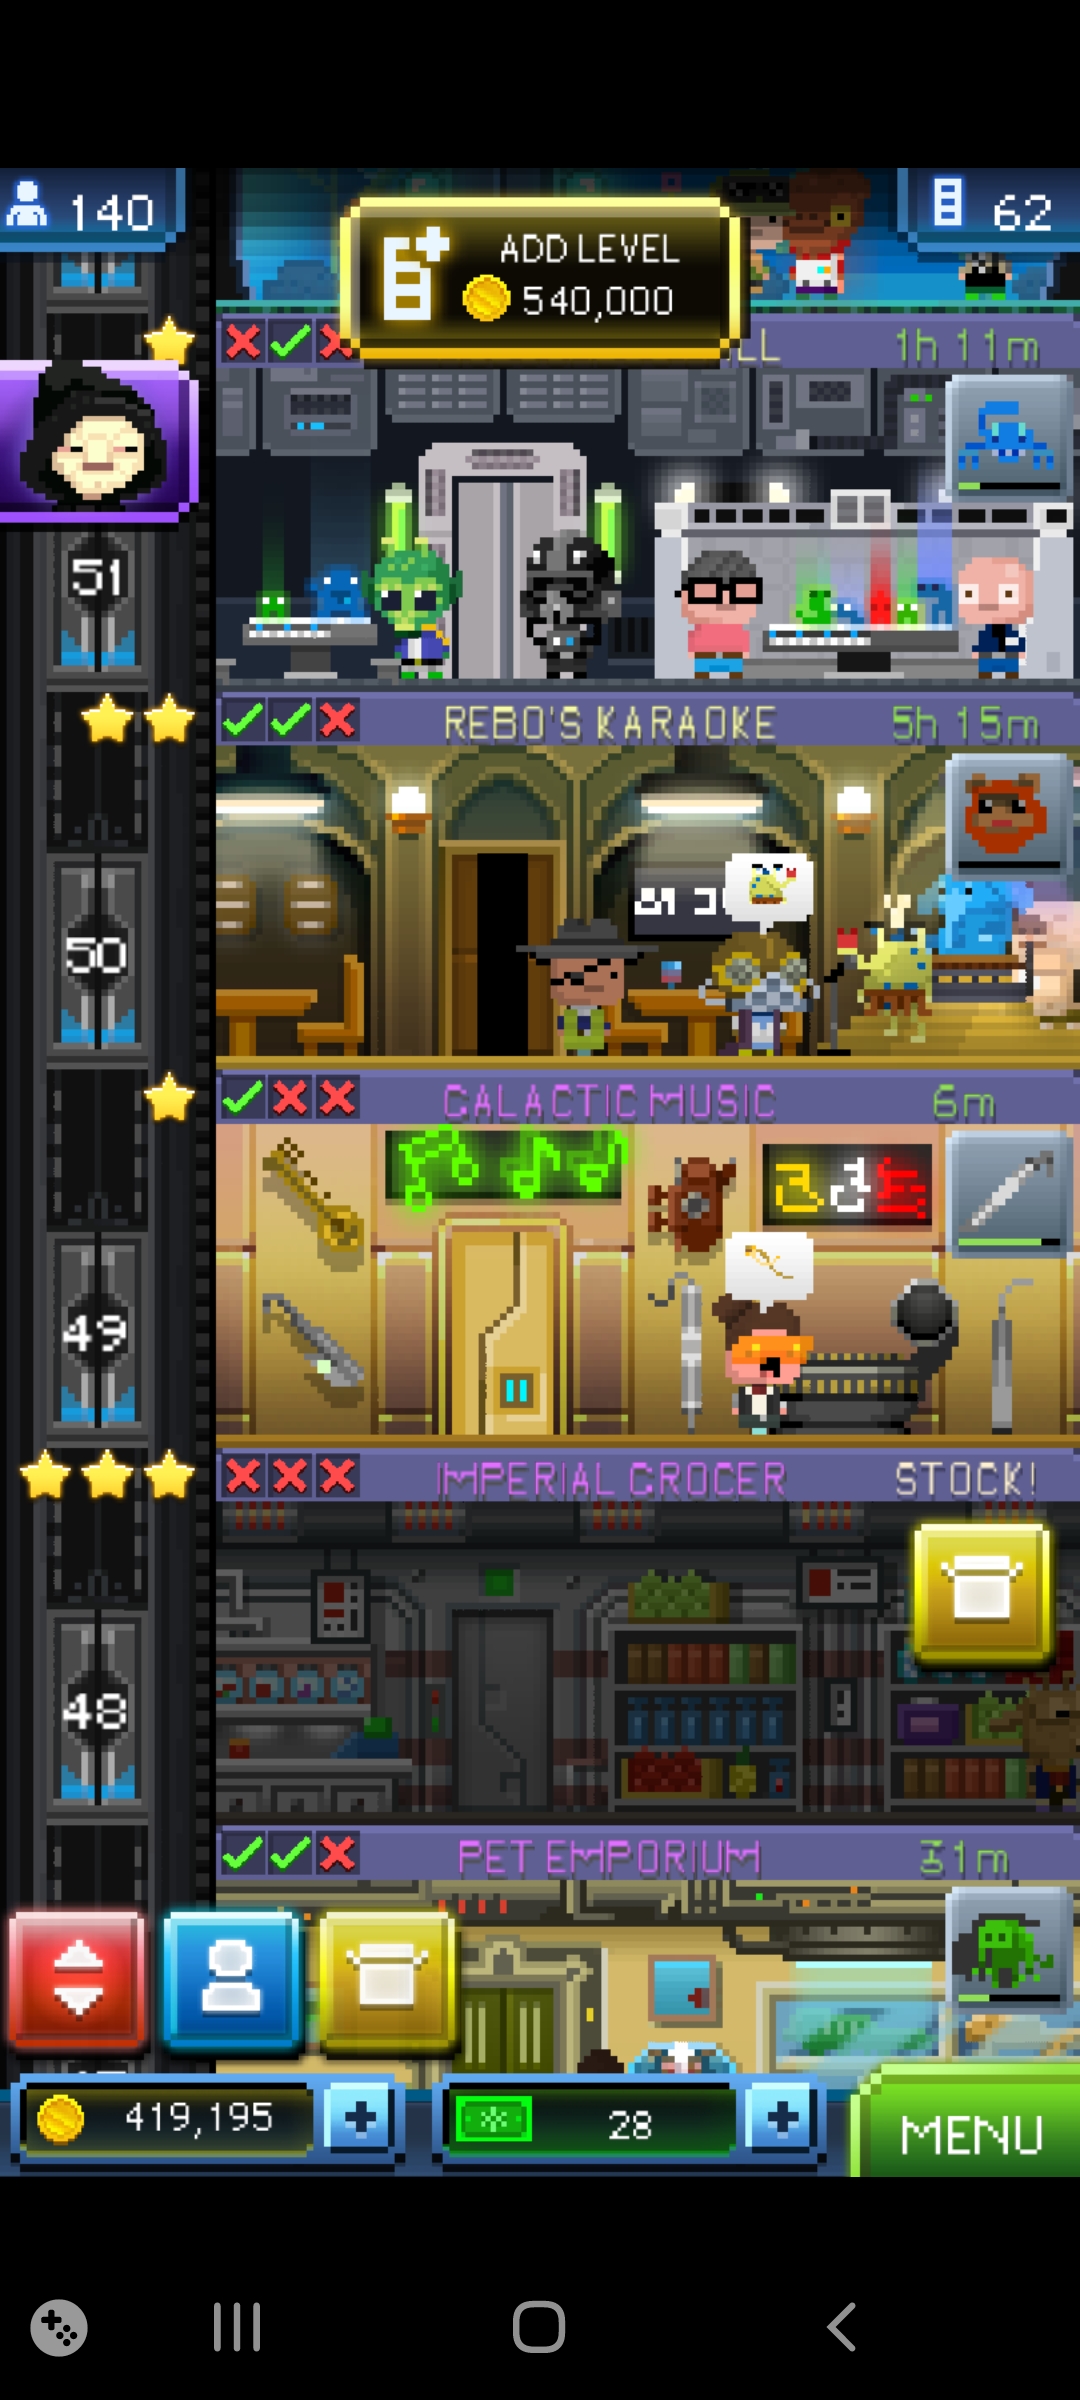 140
62
ADD LEVEL
540,000
LL
1h 11m
51
REBO'S KARAOKE
5h 15m
50
GALACTIC MUSIC
6m
49
IMPERIAL GROCER
STOCK!
48
PET EMPORIUM
31m
419,195
28
MENU